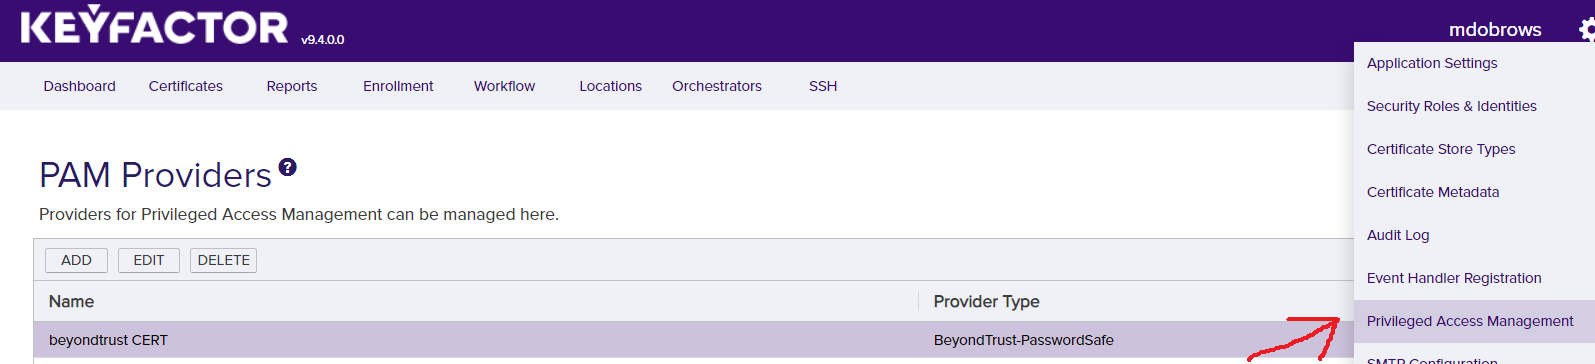 KEYFACTOR v9.4.0.0
mdobrows
Dashboard Certificates Reports Enrollment Workflow Locations Orchestrators SSH
PAM Providers ?
Providers for Privileged Access Management can be managed here.
ADD EDIT DELETE
Name Provider Type
beyondtrust CERT BeyondTrust-PasswordSafe
Application Settings
Security Roles & Identities
Certificate Store Types
Certificate Metadata
Audit Log
Event Handler Registration
Privileged Access Management
SMTP Configuration